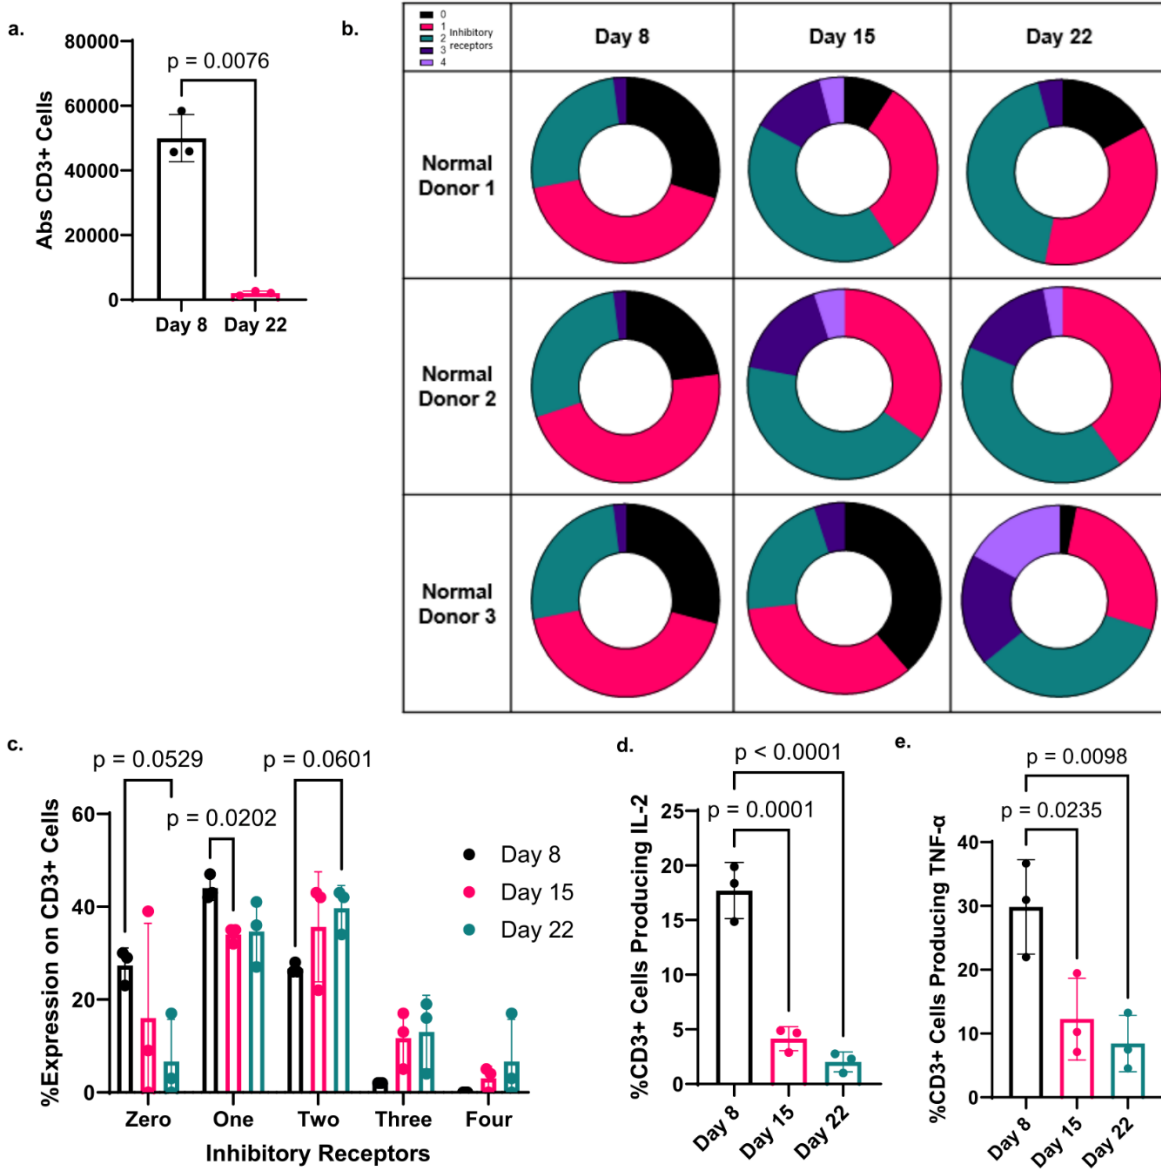 a.
80000
60000
40000
20000
0
Abs CD3+ Cells
p = 0.0076
Day 8 Day 22
b.
0
1
2
3
4
Inhibitory
receptors
Day 8
Day 15
Day 22
Normal
Donor 1
Normal
Donor 2
Normal
Donor 3
c.
p = 0.0529
p = 0.0601
p = 0.0202
60
40
20
0
%Expression on CD3+ Cells
Day 8
Day 15
Day 22
Zero One Two Three Four
Inhibitory Receptors
d.
p < 0.0001
p = 0.0001
25
20
15
10
5
0
%CD3+ Cells Producing IL-2
Day 8
Day 15
Day 22
e.
p = 0.0098
p = 0.0235
40
30
20
10
0
%CD3+ Cells Producing TNF-α
Day 8
Day 15
Day 22